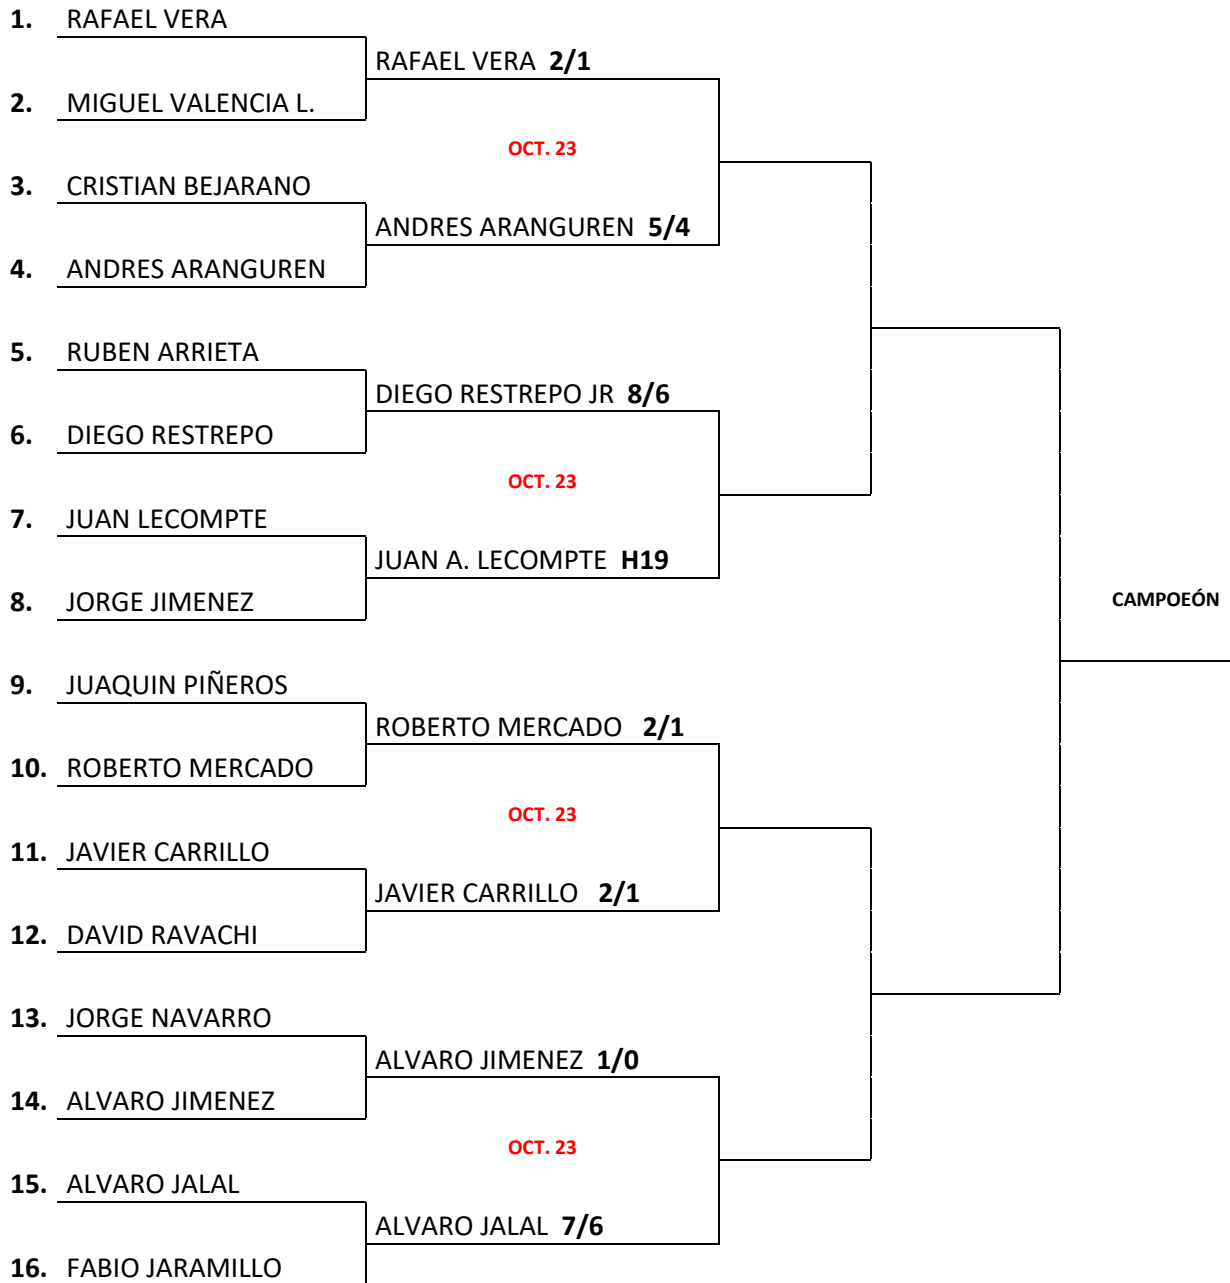 1. RAFAEL VERA
RAFAEL VERA 2/1
2. MIGUEL VALENCIA L.
OCT. 23
3. CRISTIAN BEJARANO
ANDRES ARANGUREN 5/4
4. ANDRES ARANGUREN
5. RUBEN ARRIETA
DIEGO RESTREPO JR 8/6
6. DIEGO RESTREPO
OCT. 23
7. JUAN LECOMPTE
JUAN A. LECOMPTE H19
8. JORGE JIMENEZ
CAMPOEÓN
9. JUAQUIN PIÑEROS
ROBERTO MERCADO 2/1
10. ROBERTO MERCADO
OCT. 23
11. JAVIER CARRILLO
JAVIER CARRILLO 2/1
12. DAVID RAVACHI
13. JORGE NAVARRO
ALVARO JIMENEZ 1/0
14. ALVARO JIMENEZ
OCT. 23
15. ALVARO JALAL
ALVARO JALAL 7/6
16. FABIO JARAMILLO